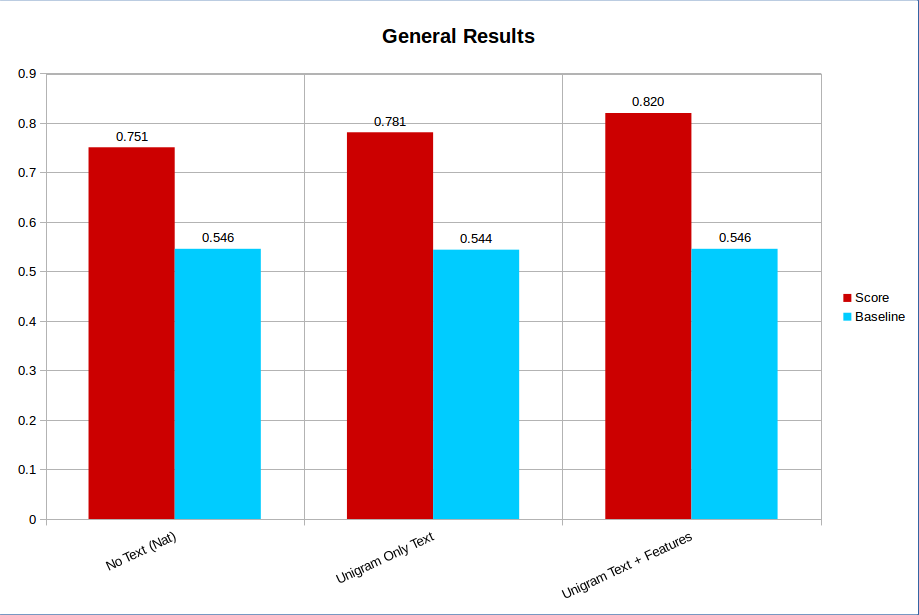 General Results
0.9
0.8
0.7
0.6
0.5
0.4
0.3
0.2
0.1
0
0.751
0.546
0.781
0.544
0.820
0.546
No Text (Nat)
Unigram Only Text
Unigram Text + Features
Score
Baseline